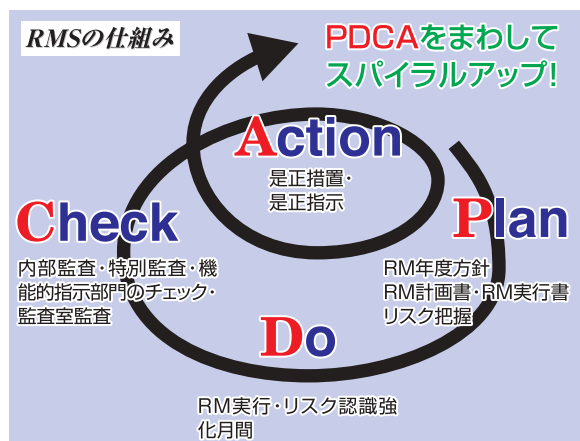 RMSの仕組み
PDCAをまわして
スパイラルアップ!
Action
是正措置・
是正指示
Plan
RM年度方針
RM計画書・RM実行書
リスク把握
Check
内部監査・特別監査・機
能的指示部門のチェック・
監査室監査
Do
RM実行・リスク認識強
化月間